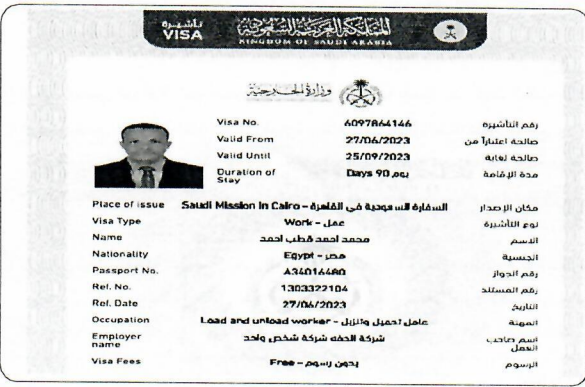 تأشيرة
VISA
المملكة العربية السعودية
KINGDOM OF SAUDI ARABIA
وزارة الخارجية
Visa No. 6097864146 رقم التأشيرة
Valid From 27/06/2023 صالحة اعتباراً من
Valid Until 25/09/2023 صالحة لغاية
Duration of Stay Days 90 يوم مدة الإقامة
Place of issue Saudi Mission In Cairo - السفارة السعودية في القاهرة مكان الإصدار
Visa Type Work - عمل نوع التأشيرة
Name محمد احمد قطب احمد الاسم
Nationality Egypt - مصر الجنسية
Passport No. A34016480 رقم الجواز
Ref. No. 1303322104 رقم المستند
Ref. Date 27/06/2023 التاريخ
Occupation Load and unload worker - عامل تحميل وتنزيل المهنة
Employer name شركة الدفه شركة شخص واحد اسم صاحب العمل
Visa Fees Free - بدون رسوم الرسوم